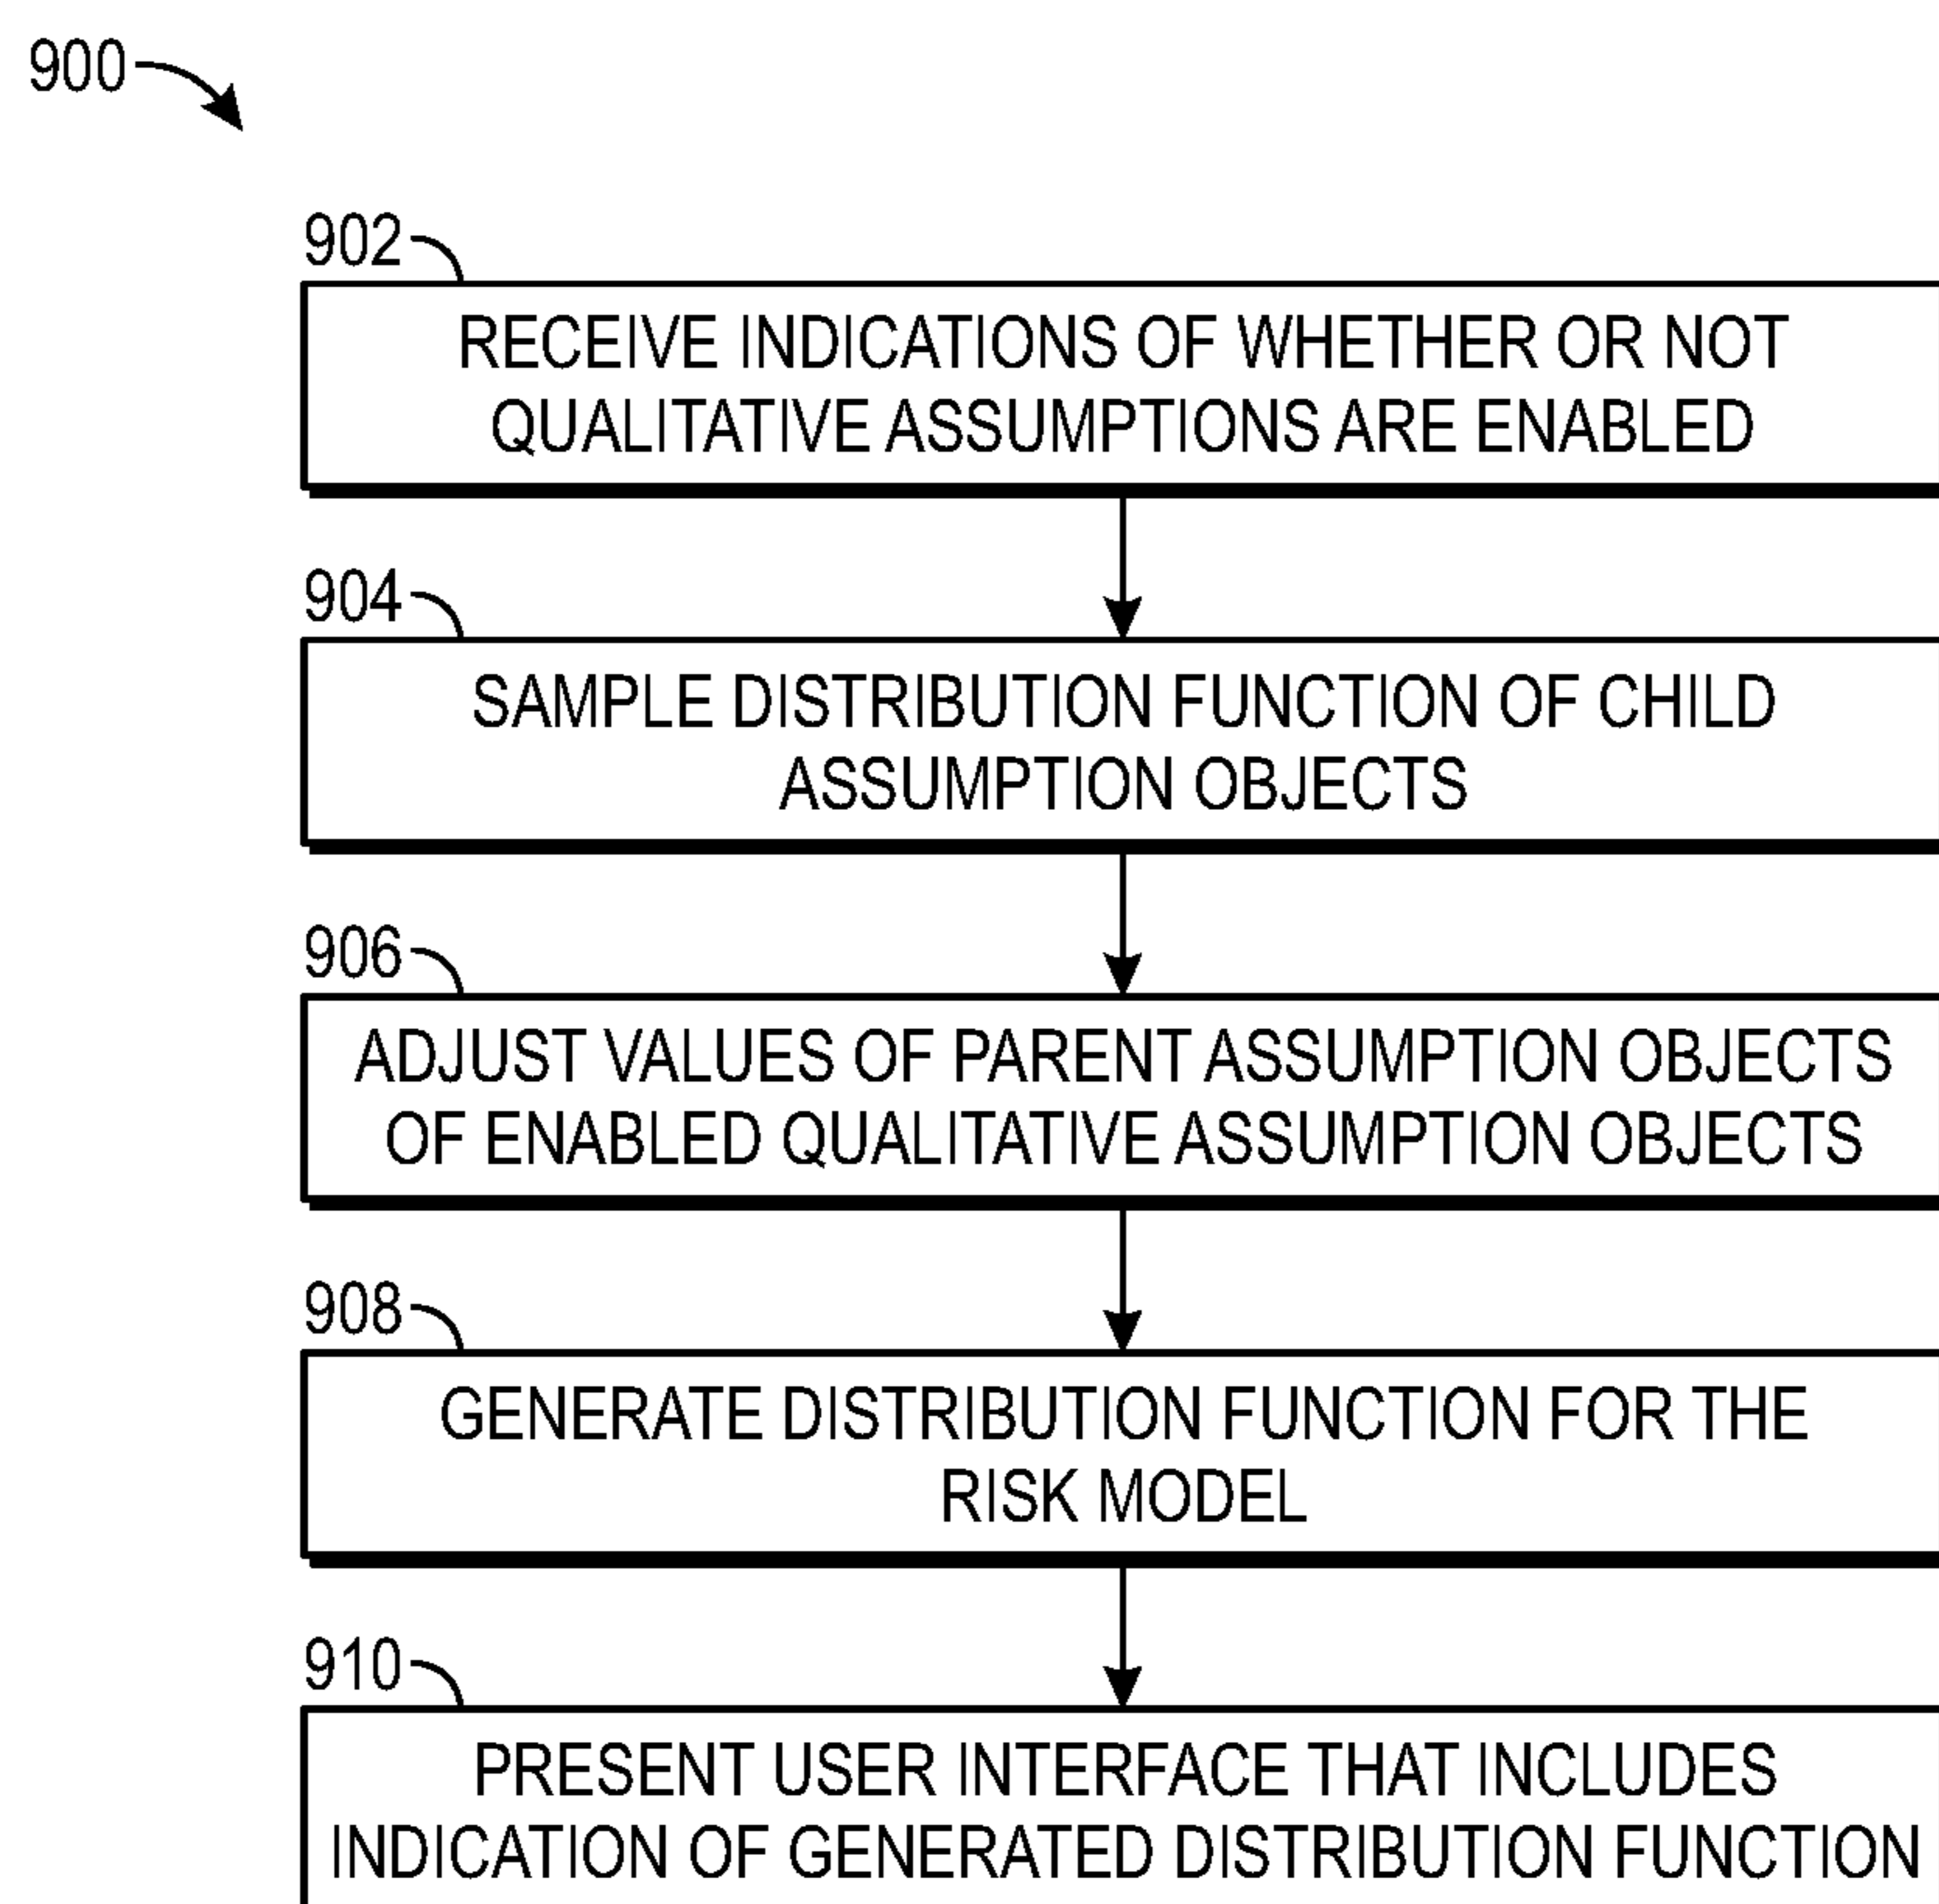 900
902
RECEIVE INDICATIONS OF WHETHER OR NOT
QUALITATIVE ASSUMPTIONS ARE ENABLED
904
SAMPLE DISTRIBUTION FUNCTION OF CHILD
ASSUMPTION OBJECTS
906
ADJUST VALUES OF PARENT ASSUMPTION OBJECTS
OF ENABLED QUALITATIVE ASSUMPTION OBJECTS
908
GENERATE DISTRIBUTION FUNCTION FOR THE
RISK MODEL
910
PRESENT USER INTERFACE THAT INCLUDES
INDICATION OF GENERATED DISTRIBUTION FUNCTION